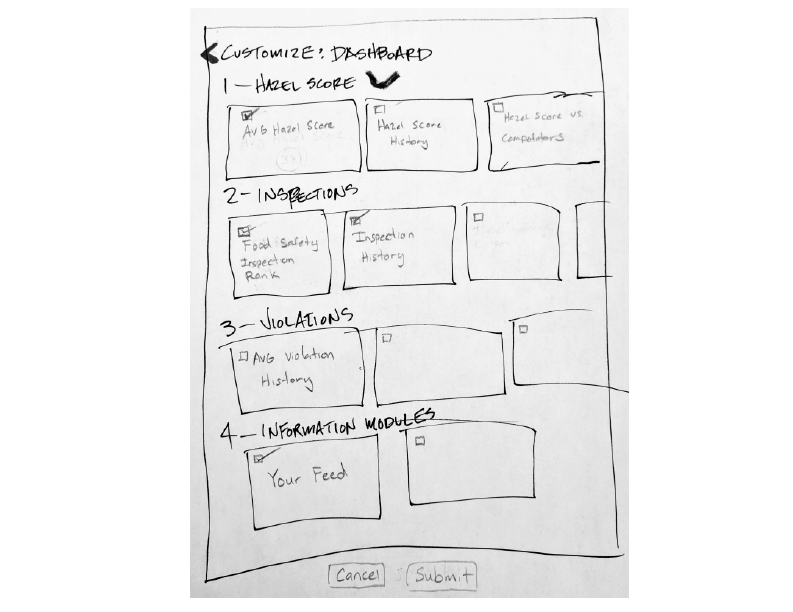 CUSTOMIZE: DASHBOARD
1 - HAZEL SCORE
AVG Hazel Score
Hazel Score
History
Hazel Score vs.
Competators
2 - INSPECTIONS
Food Safety
Inspection
Rank
Inspection
History
3 - VIOLATIONS
AVG Violation
History
4 - INFORMATION MODULES
Your Feed
Cancel
Submit